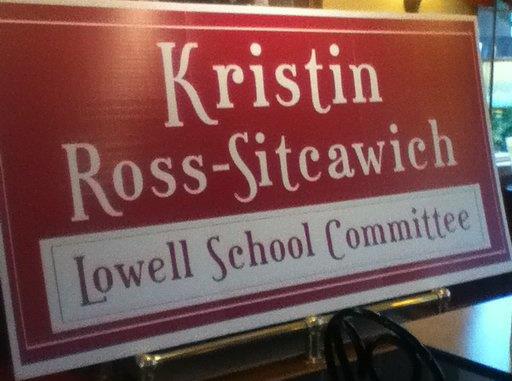 Kristin
Ross-Sitcawich
Lowell School Committee